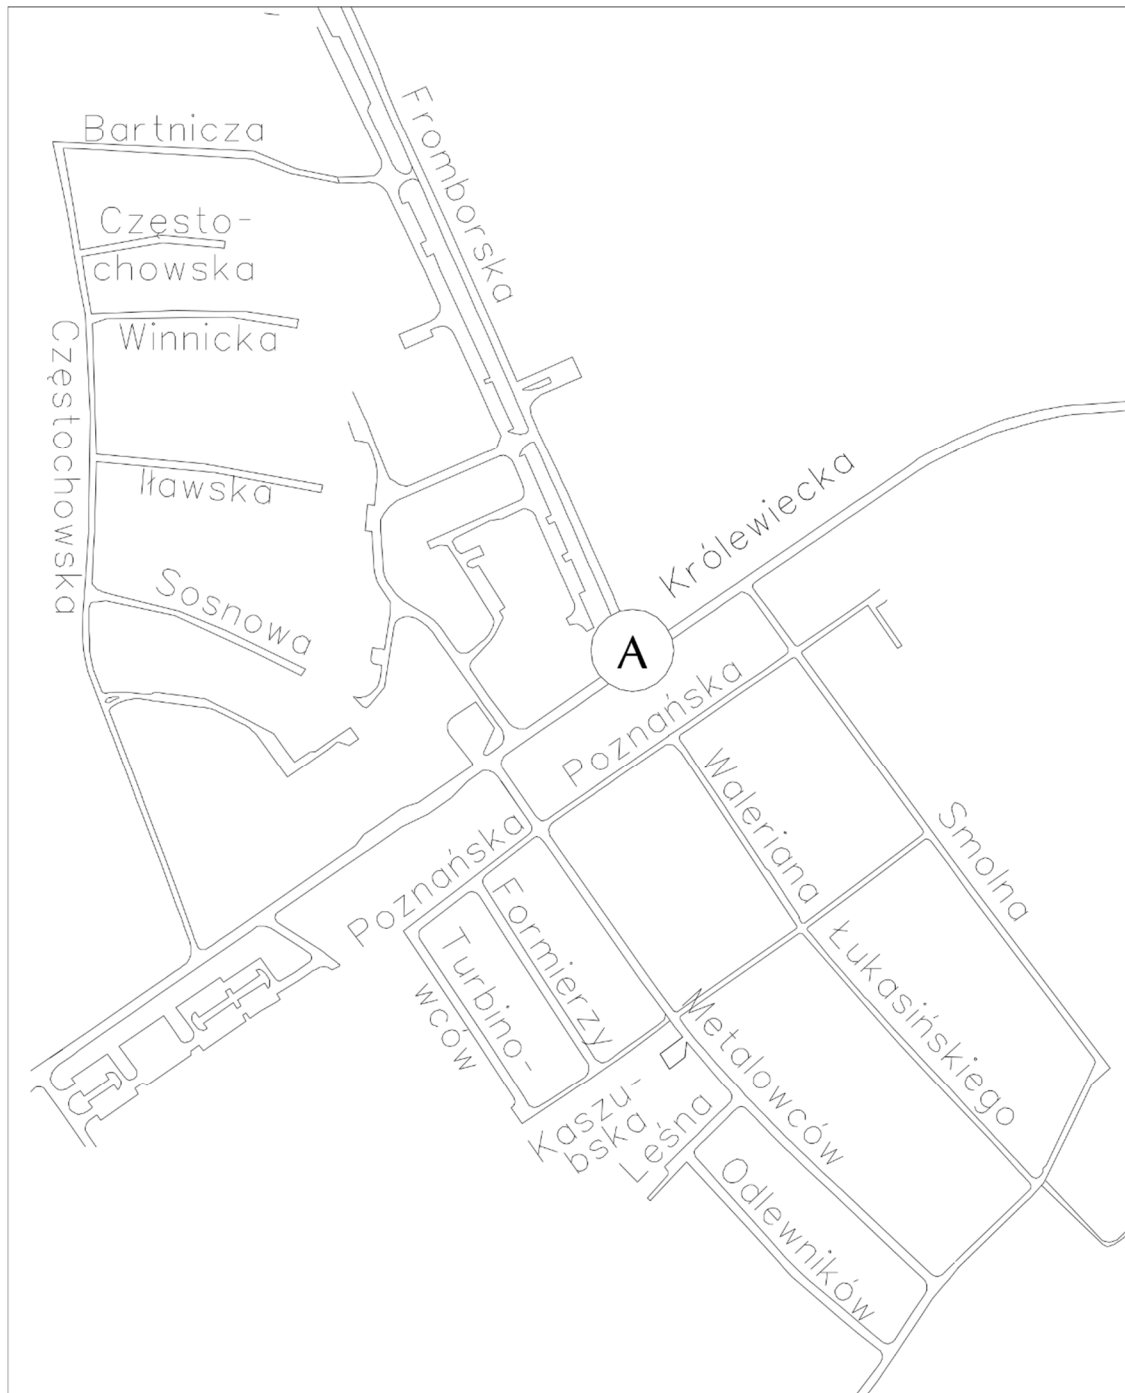 Bartnicza
Fromborska
Często-
chowska
Winnicka
Częstochowska
Iławska
Królewiecka
Sosnowa
A
Poznańska
Waleriana
Smolna
Poznańska
Formierzy
Turbino-
wców
Łukasińskiego
Metalowców
Kaszu-
bska
Leśna
Odlewników